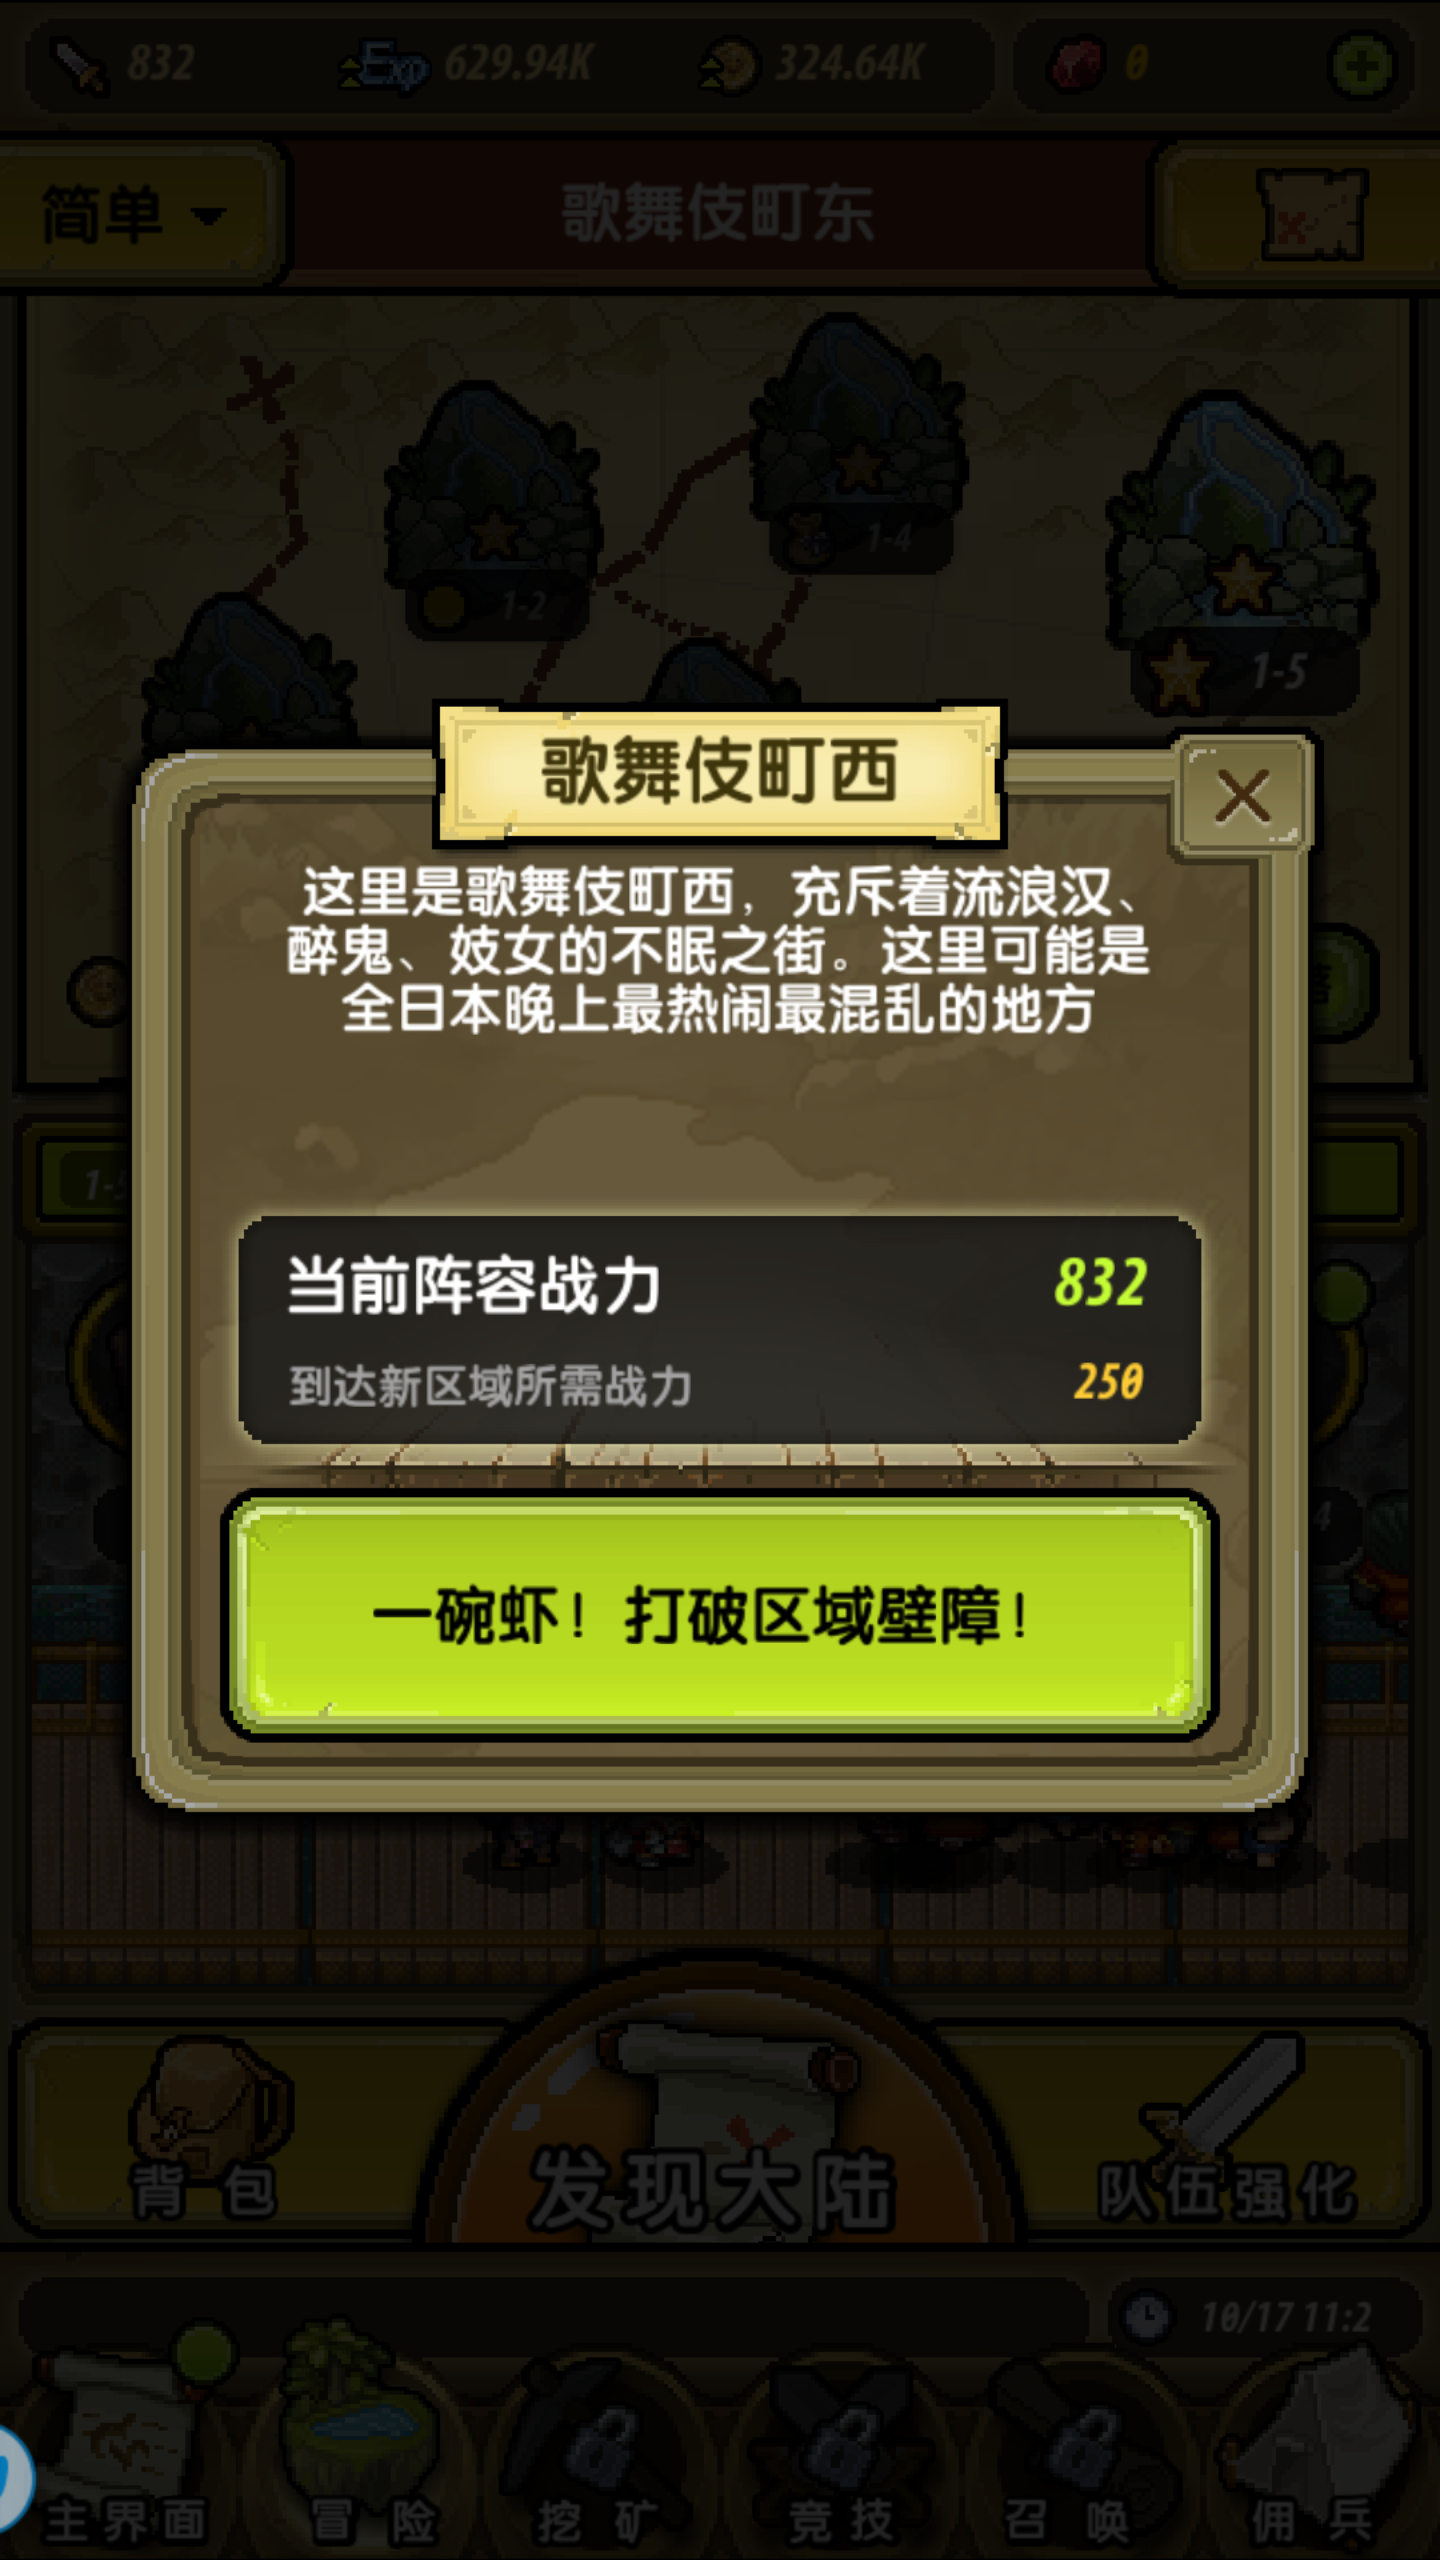 832
Exp
629.94K
324.64K
0
简单
歌舞伎町东
1-4
1-2
1-5
歌舞伎町西
这里是歌舞伎町西，充斥着流浪汉、
醉鬼、妓女的不眠之街。这里可能是
全日本晚上最热闹最混乱的地方
当前阵容战力
832
到达新区域所需战力
250
一碗虾！打破区域壁障！
背包
发现大陆
队伍强化
10/17 11:2
主界面
冒险
挖矿
竞技
召唤
佣兵